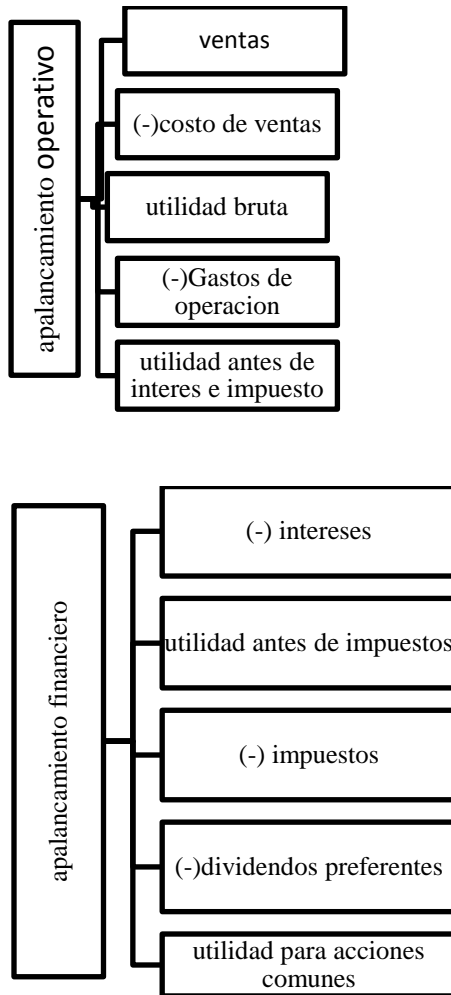 apalancamiento operativo
ventas
(-)costo de ventas
utilidad bruta
(-)Gastos de
operacion
utilidad antes de
interes e impuesto
apalancamiento financiero
(-) intereses
utilidad antes de impuestos
(-) impuestos
(-)dividendos preferentes
utilidad para acciones
comunes